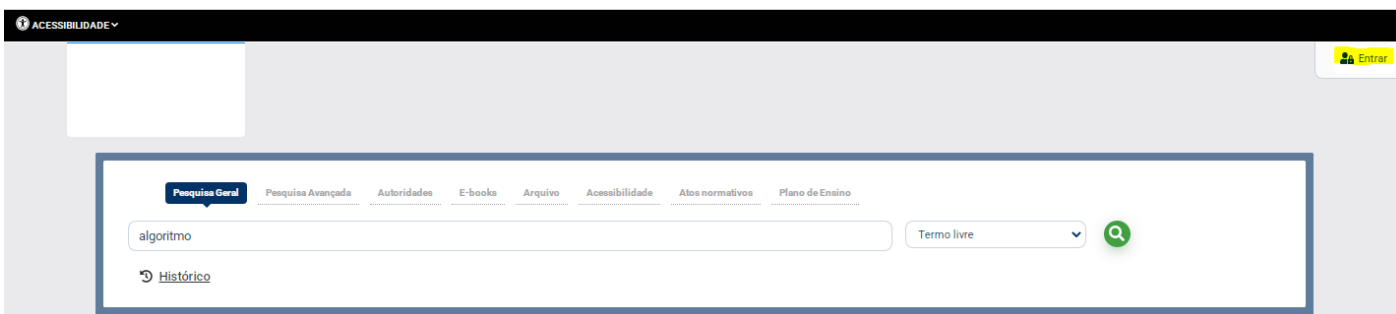 ACESSIBILIDADE
Entrar
Pesquisa Geral Pesquisa Avançada Autoridades E-books Arquivo Acessibilidade Atos normativos Plano de Ensino
algoritmo Termo livre
Histórico